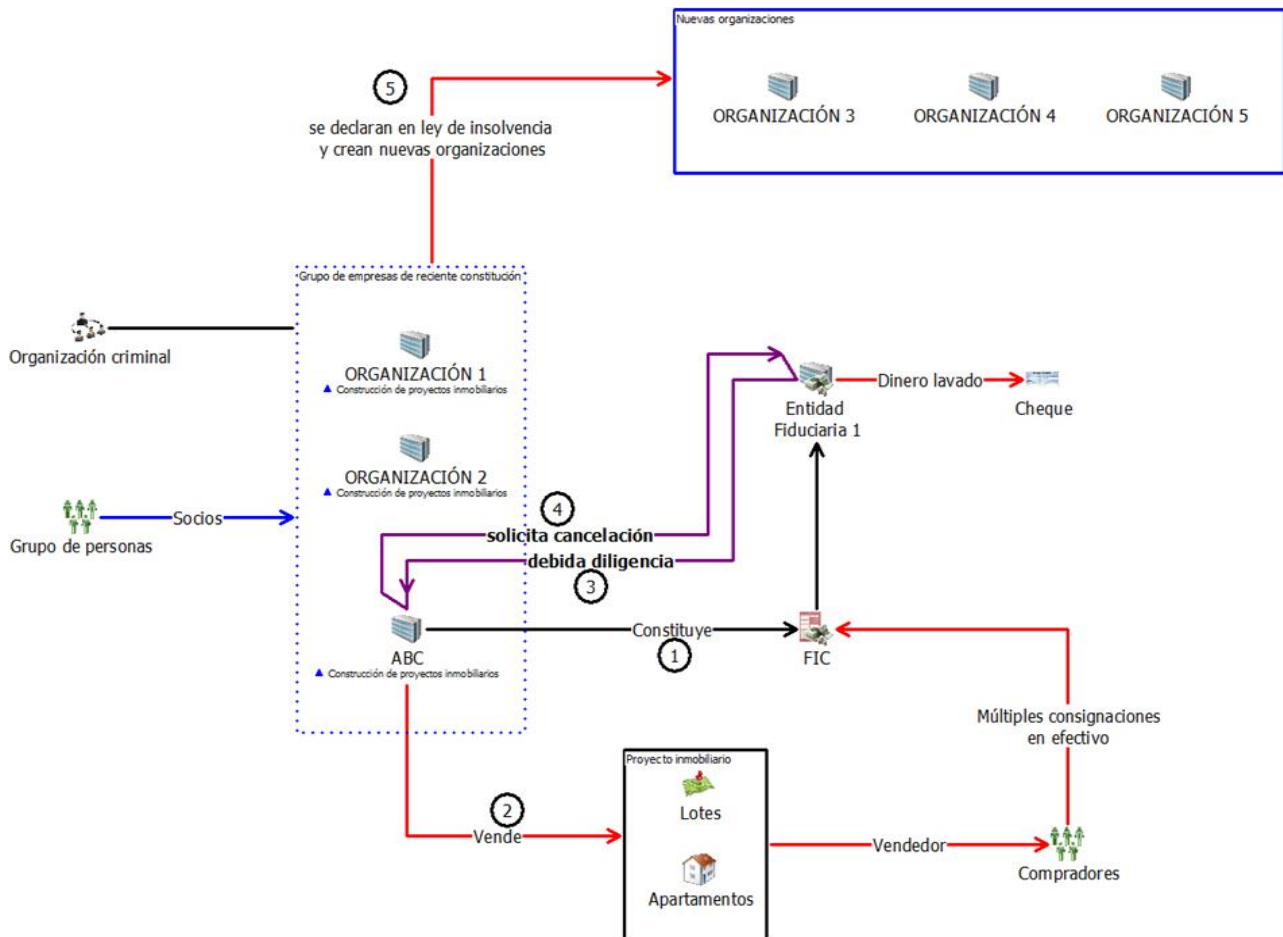 Nuevas organizaciones
ORGANIZACIÓN 3
ORGANIZACIÓN 4
ORGANIZACIÓN 5
5
se declaran en ley de insolvencia
y crean nuevas organizaciones
Grupo de empresas de reciente constitución
Organización criminal
ORGANIZACIÓN 1
Construcción de proyectos inmobiliarios
Entidad
Fiduciaria 1
Dinero lavado
Cheque
ORGANIZACIÓN 2
Construcción de proyectos inmobiliarios
Grupo de personas
Socios
4
solicita cancelación
debida diligencia
3
ABC
Construcción de proyectos inmobiliarios
Constituye
1
FIC
Múltiples consignaciones
en efectivo
Proyecto inmobiliario
Lotes
2
Vende
Vendedor
Apartamentos
Compradores